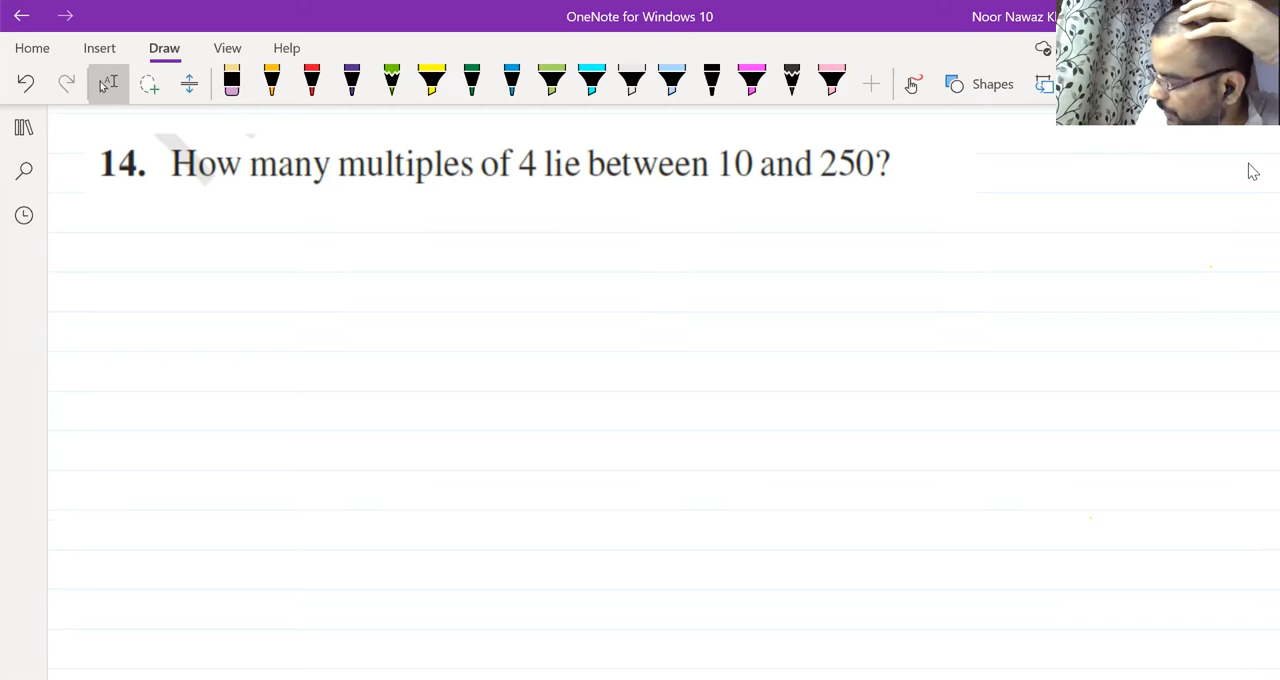 OneNote for Windows 10
Noor Nawaz K
Home Insert Draw View Help
Shapes
14. How many multiples of 4 lie between 10 and 250?